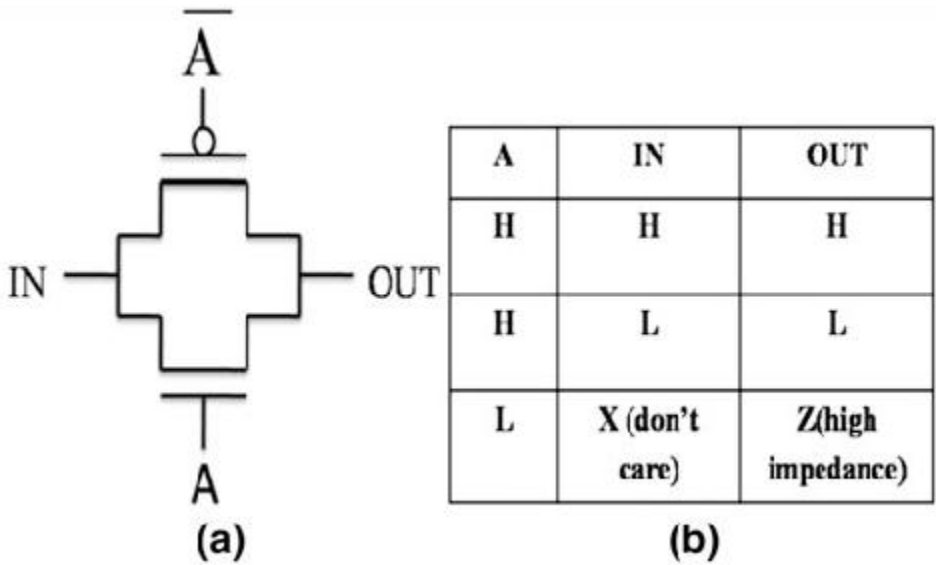 A̅
IN
OUT
A
(a)
A IN OUT
H H H
H L L
L X (don't care) Z(high impedance)
(b)